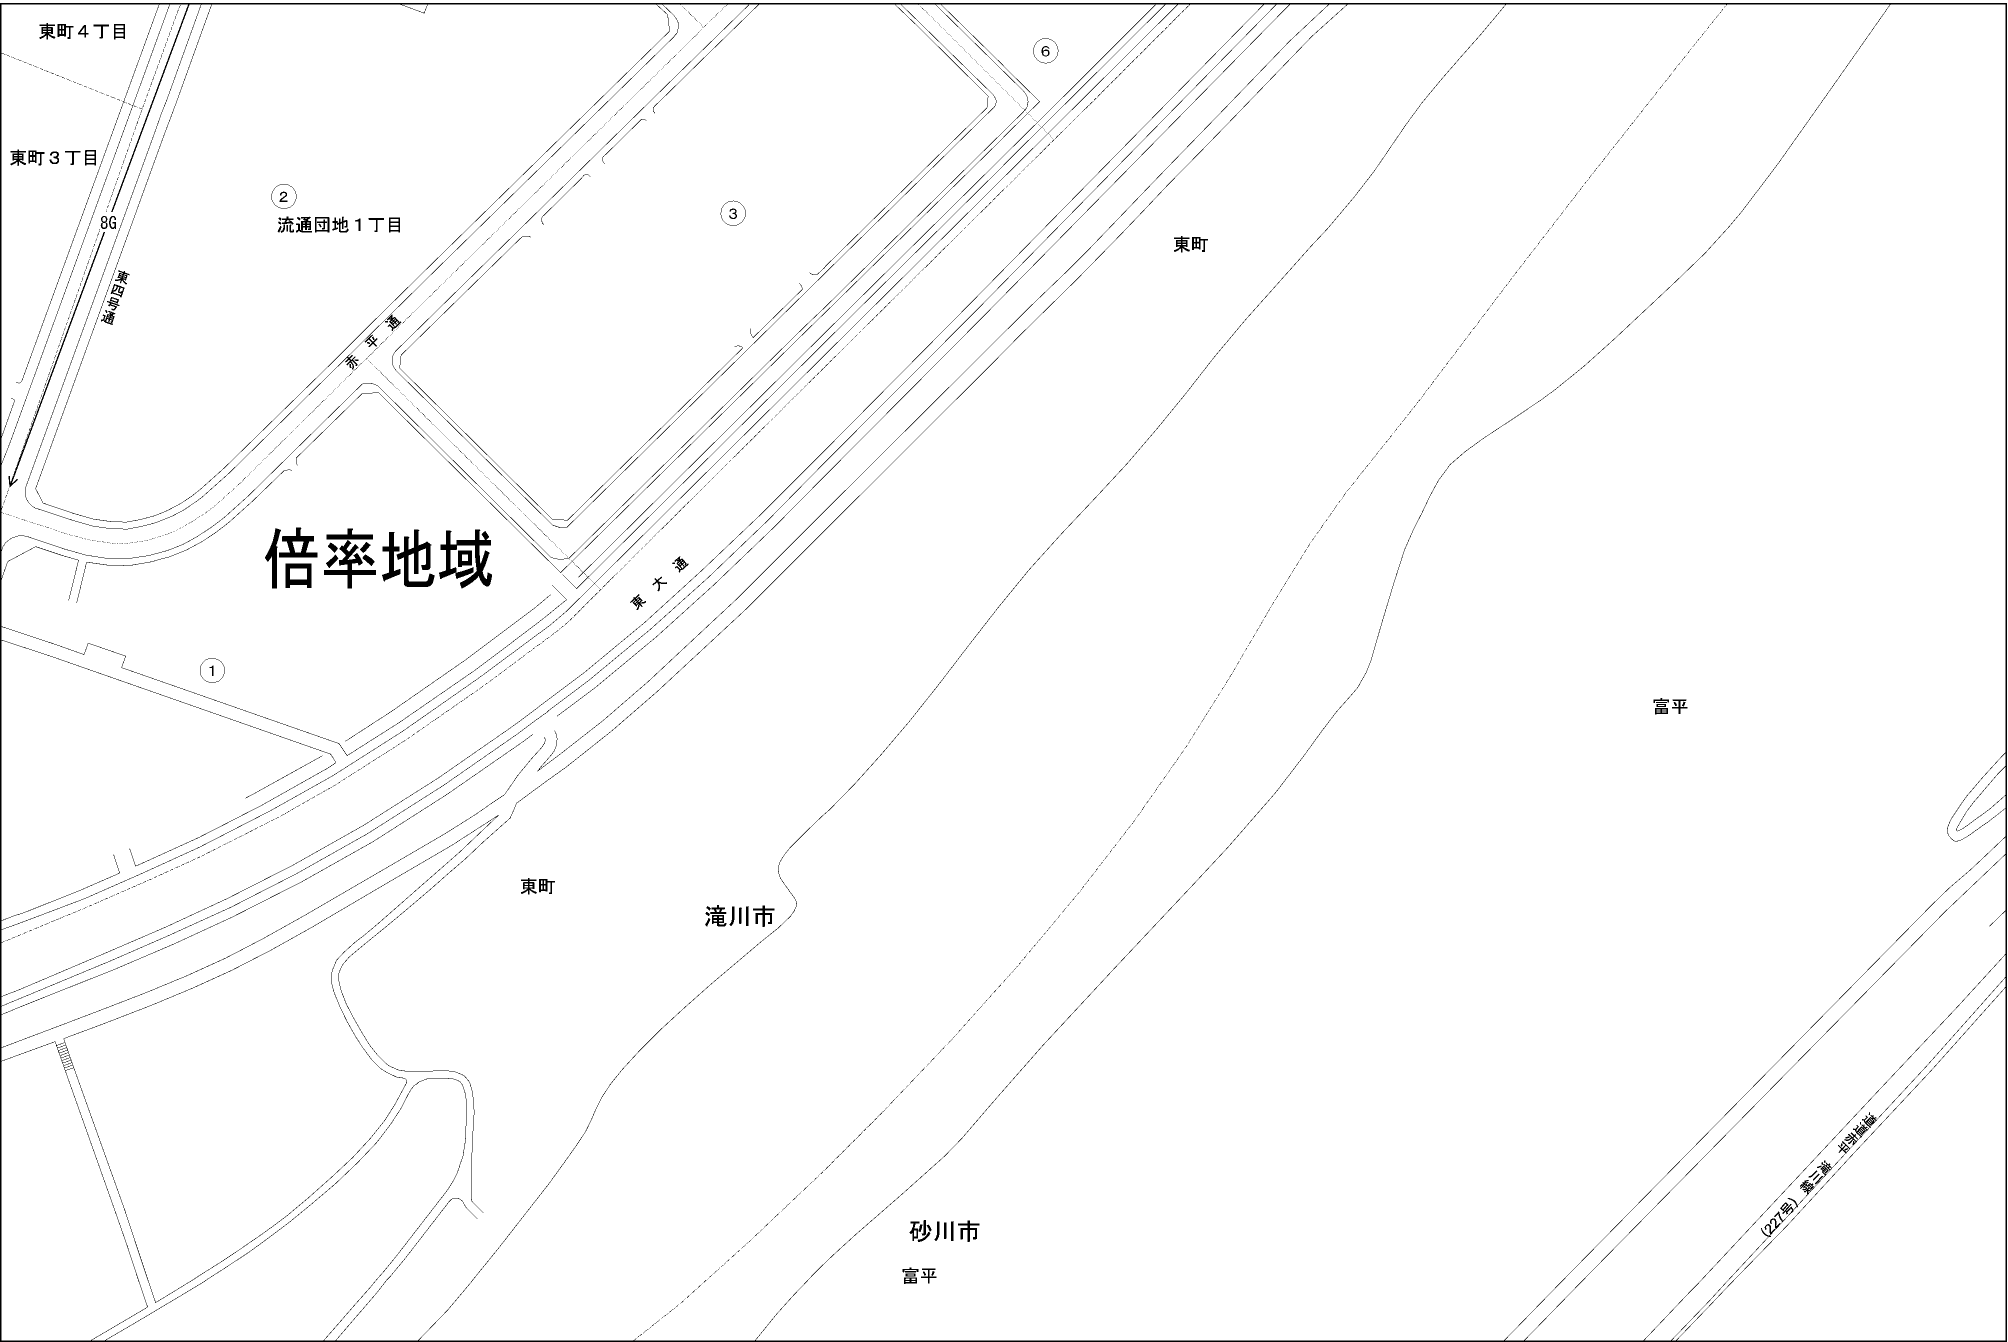 東町４丁目
⑥
東町３丁目
②
流通団地１丁目
③
8G
東町
東四号通
赤平通
倍率地域
東大通
①
富平
東町
滝川市
道道赤平滝川線
(227号)
砂川市
富平